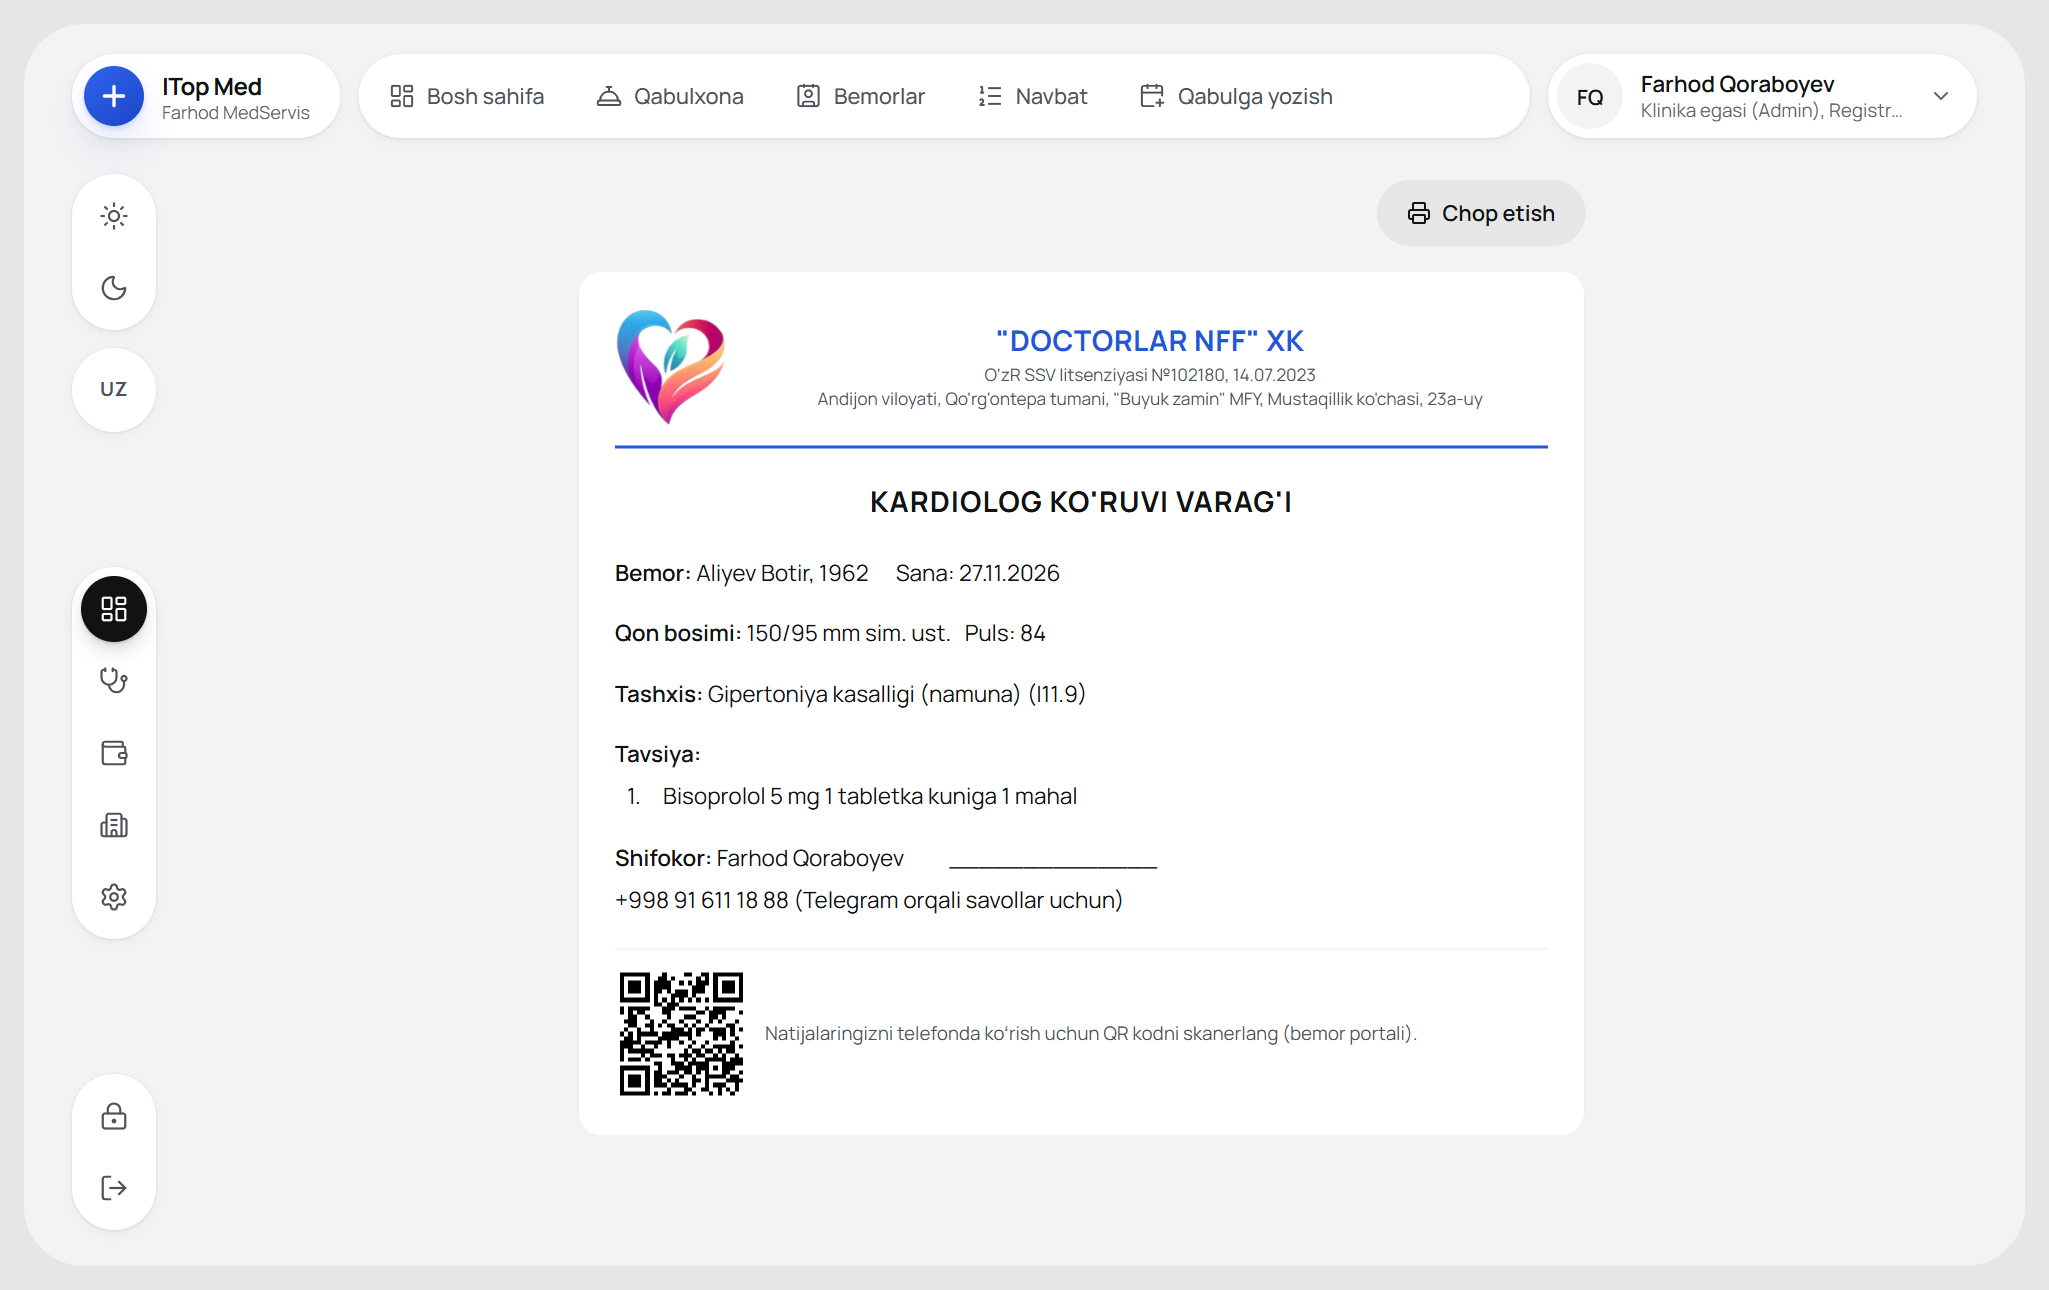 ITop Med
Farhod MedServis
Bosh sahifa
Qabulxona
Bemorlar
Navbat
Qabulga yozish
FQ
Farhod Qoraboyev
Klinika egasi (Admin), Registr...
UZ
Chop etish
"DOCTORLAR NFF" XK
O'zR SSV litsenziyasi №102180, 14.07.2023
Andijon viloyati, Qo'rg'ontepa tumani, "Buyuk zamin" MFY, Mustaqillik ko'chasi, 23a-uy
KARDIOLOG KO'RUVI VARAG'I
Bemor: Aliyev Botir, 1962 Sana: 27.11.2026
Qon bosimi: 150/95 mm sim. ust. Puls: 84
Tashxis: Gipertoniya kasalligi (namuna) (I11.9)
Tavsiya:
1. Bisoprolol 5 mg 1 tabletka kuniga 1 mahal
Shifokor: Farhod Qoraboyev ________________
+998 91 611 18 88 (Telegram orqali savollar uchun)
Natijalaringizni telefonda koʻrish uchun QR kodni skanerlang (bemor portali).